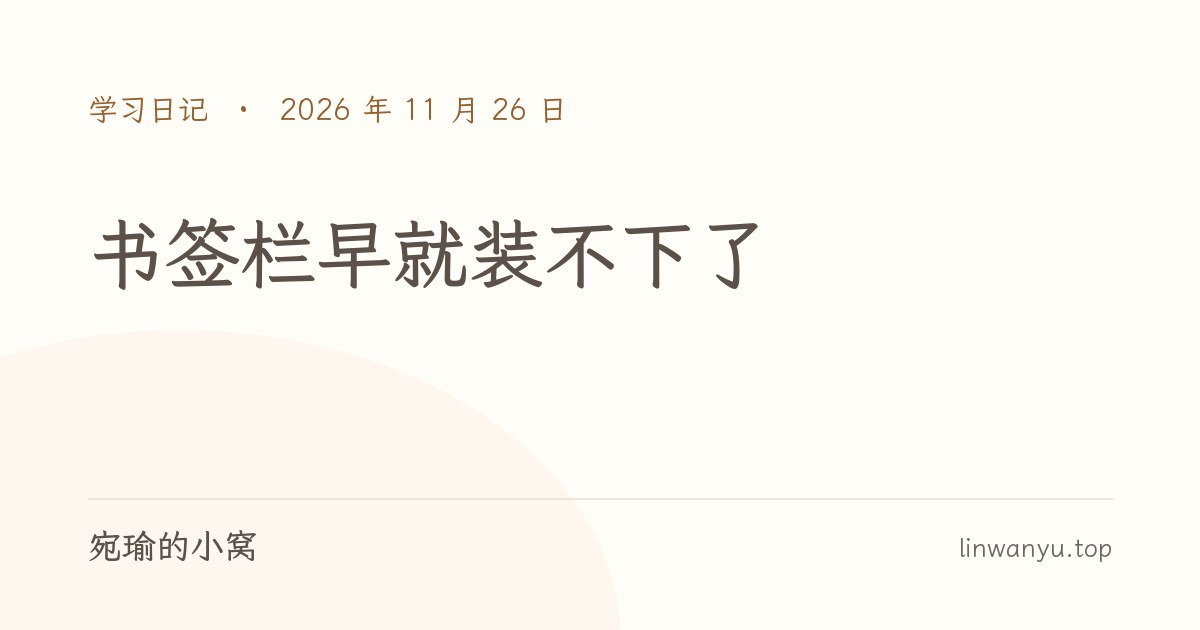 学习日记 · 2026 年 11 月 26 日
书签栏早就装不下了
宛瑜的小窝
linwanyu.top